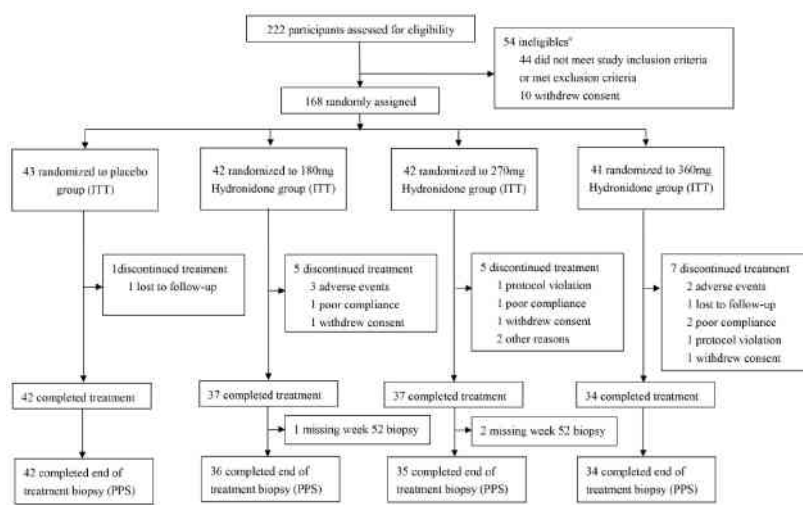 222 participants assessed for eligibility
54 ineligibles*
44 did not meet study inclusion criteria
or met exclusion criteria
10 withdrew consent
168 randomly assigned
43 randomized to placebo
group (ITT)
42 randomized to 180mg
Hydronidone group (ITT)
42 randomized to 270mg
Hydronidone group (ITT)
41 randomized to 360mg
Hydronidone group (ITT)
1discontinued treatment
1 lost to follow-up
5 discontinued treatment
3 adverse events
1 poor compliance
1 withdrew consent
5 discontinued treatment
1 protocol violation
1 poor compliance
1 withdrew consent
2 other reasons
7 discontinued treatment
2 adverse events
1 lost to follow-up
2 poor compliance
1 protocol violation
1 withdrew consent
42 completed treatment
37 completed treatment
37 completed treatment
34 completed treatment
1 missing week 52 biopsy
2 missing week 52 biopsy
42 completed end of
treatment biopsy (PPS)
36 completed end of
treatment biopsy (PPS)
35 completed end of
treatment biopsy (PPS)
34 completed end of
treatment biopsy (PPS)